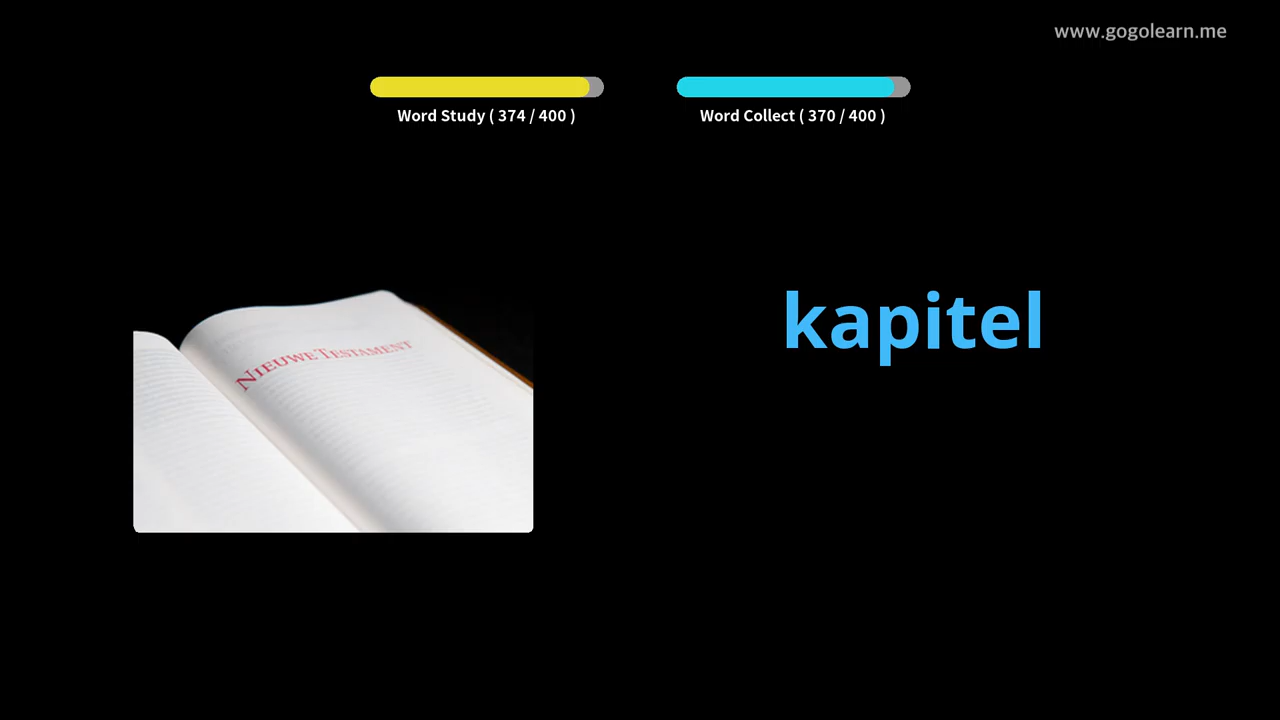 www.gogolearn.me
Word Study ( 374 / 400 )
Word Collect ( 370 / 400 )
kapitel
NIEUWE TESTAMENT